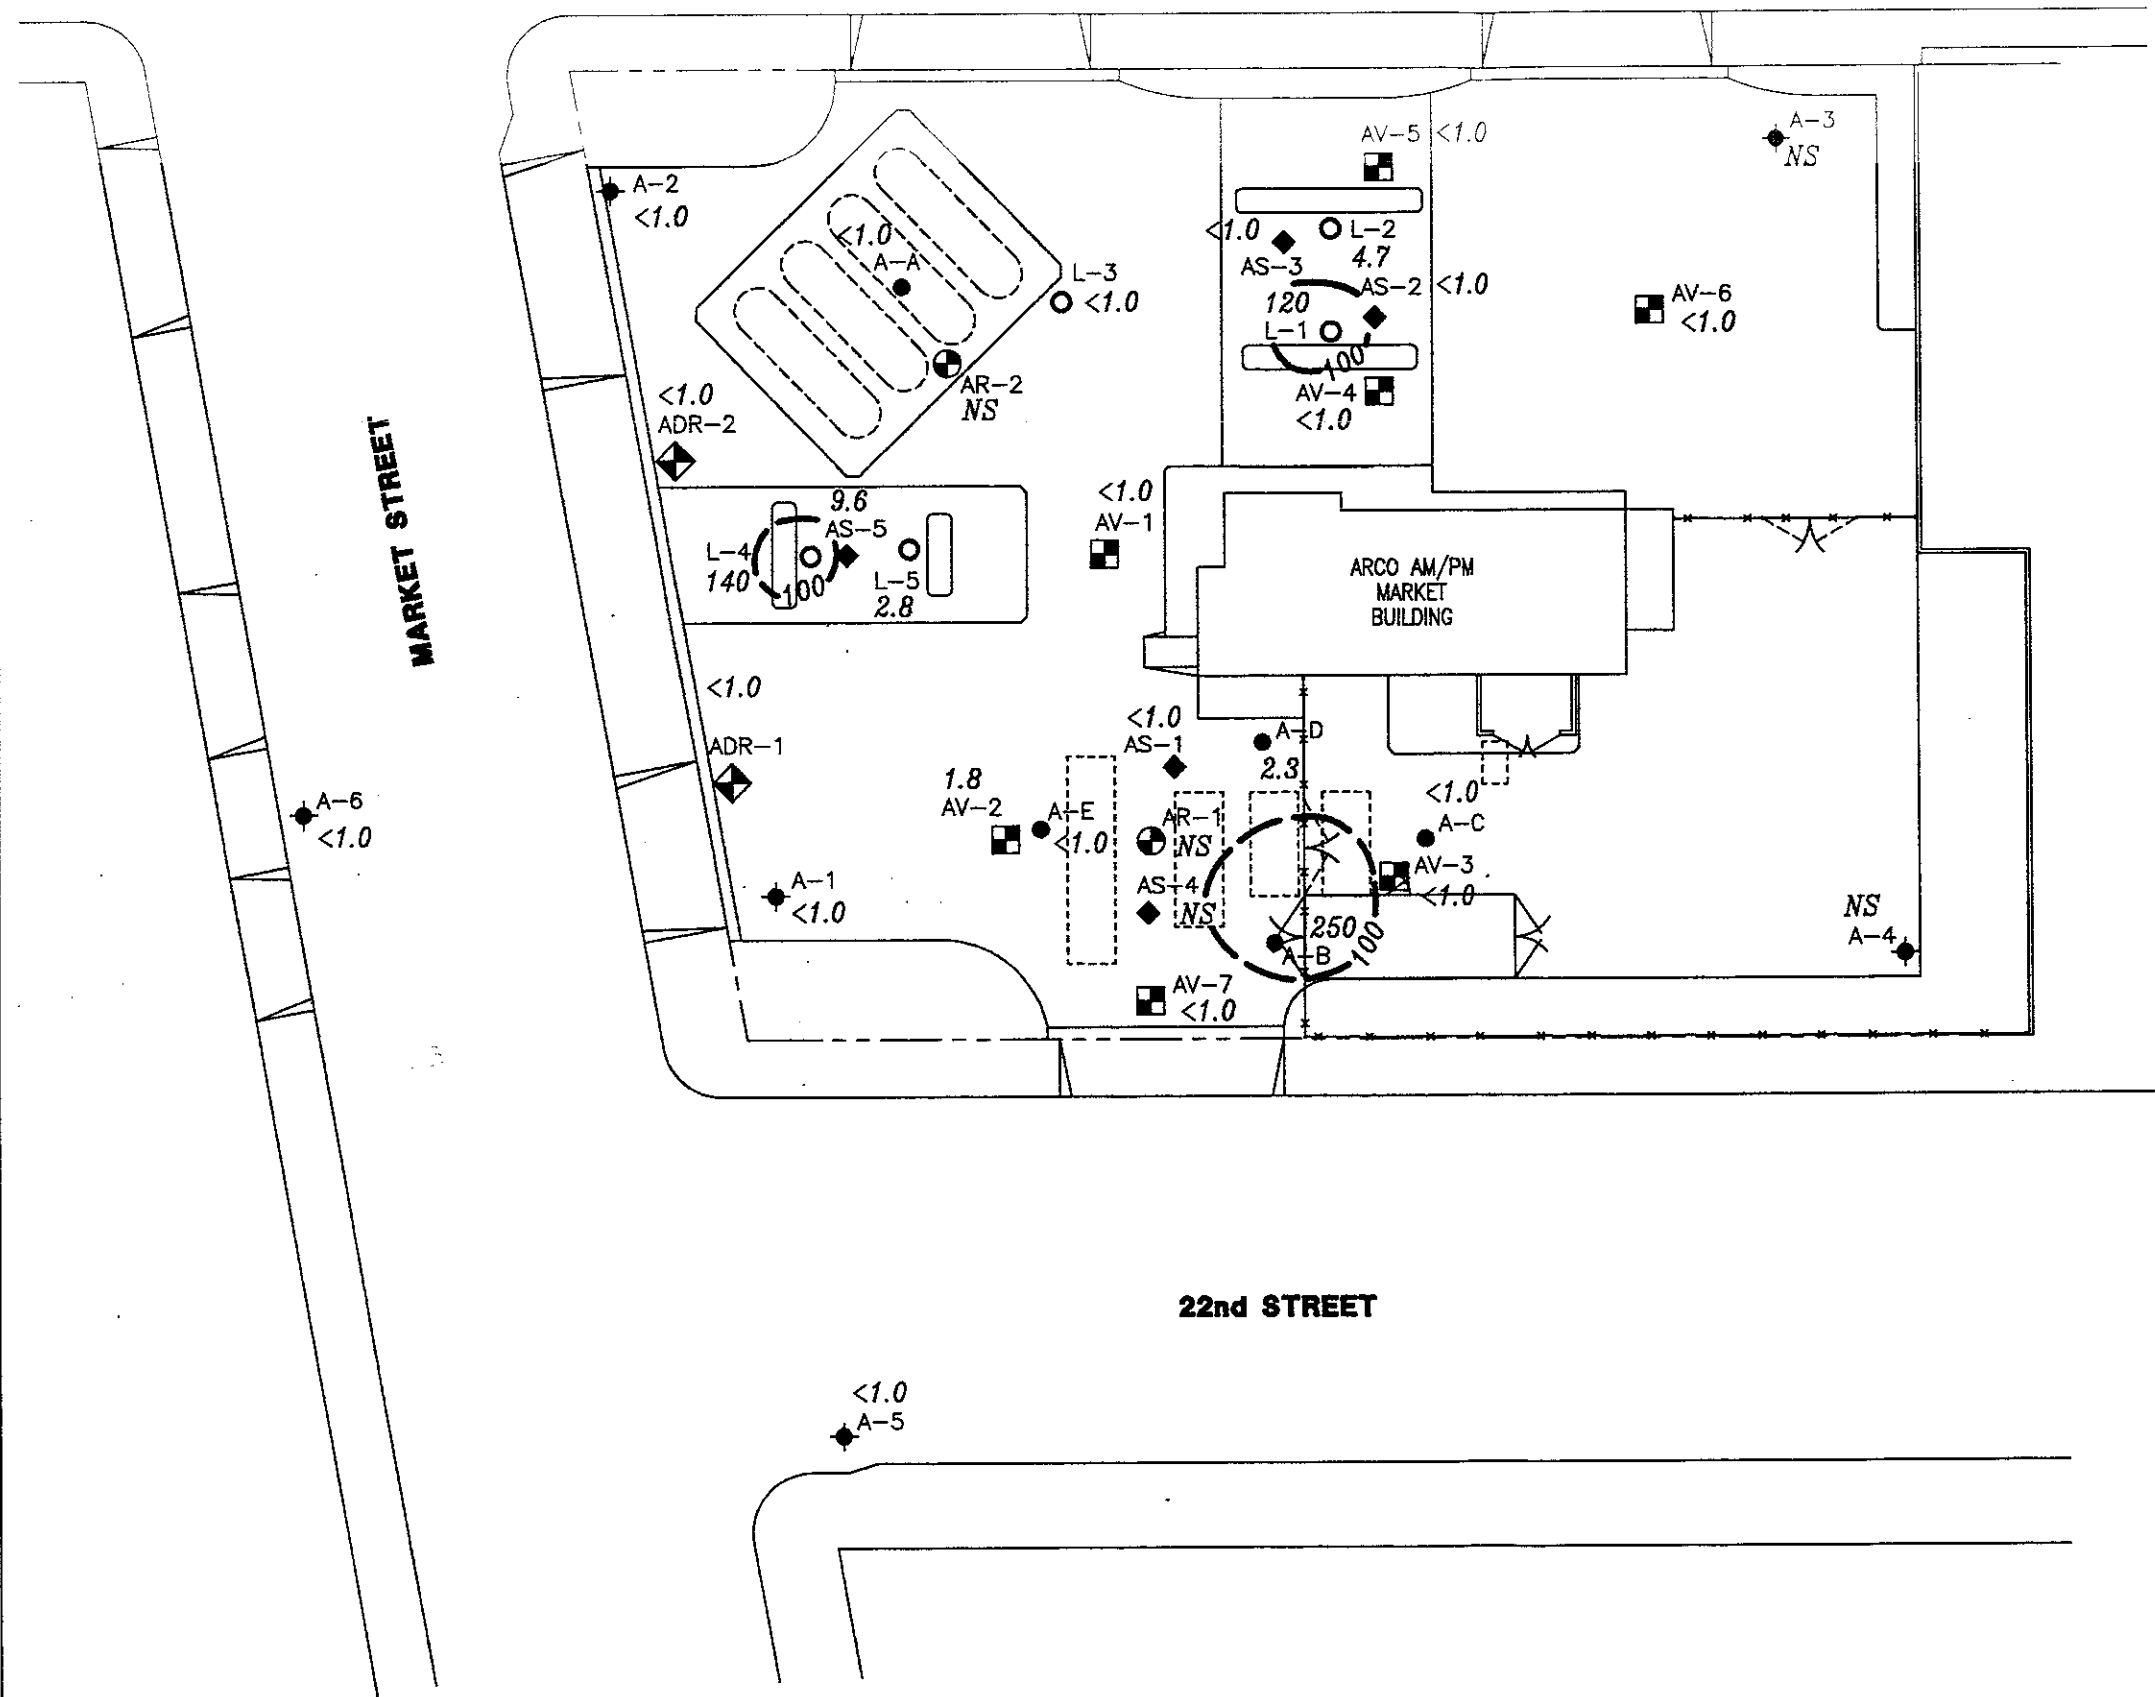 AV-5 <1.0
A-3
NS
A-2
<1.0
<1.0
A-A
L-3
<1.0
<1.0
AS-3
L-2
4.7
AS-2 <1.0
120
L-1
100
AV-6
<1.0
AR-2
NS
AV-4
<1.0
<1.0
ADR-2
MARKET STREET
9.6
AS-5
L-4
140
100
L-5
2.8
<1.0
AV-1
ARCO AM/PM
MARKET
BUILDING
<1.0
ADR-1
<1.0
AS-1
A-D
2.3
1.8
AV-2
A-E
<1.0
AR-1
NS
<1.0
A-C
AV-3
<1.0
A-6
<1.0
A-1
<1.0
AS-4
NS
250
A-B
100
NS
A-4
AV-7
<1.0
22nd STREET
<1.0
A-5